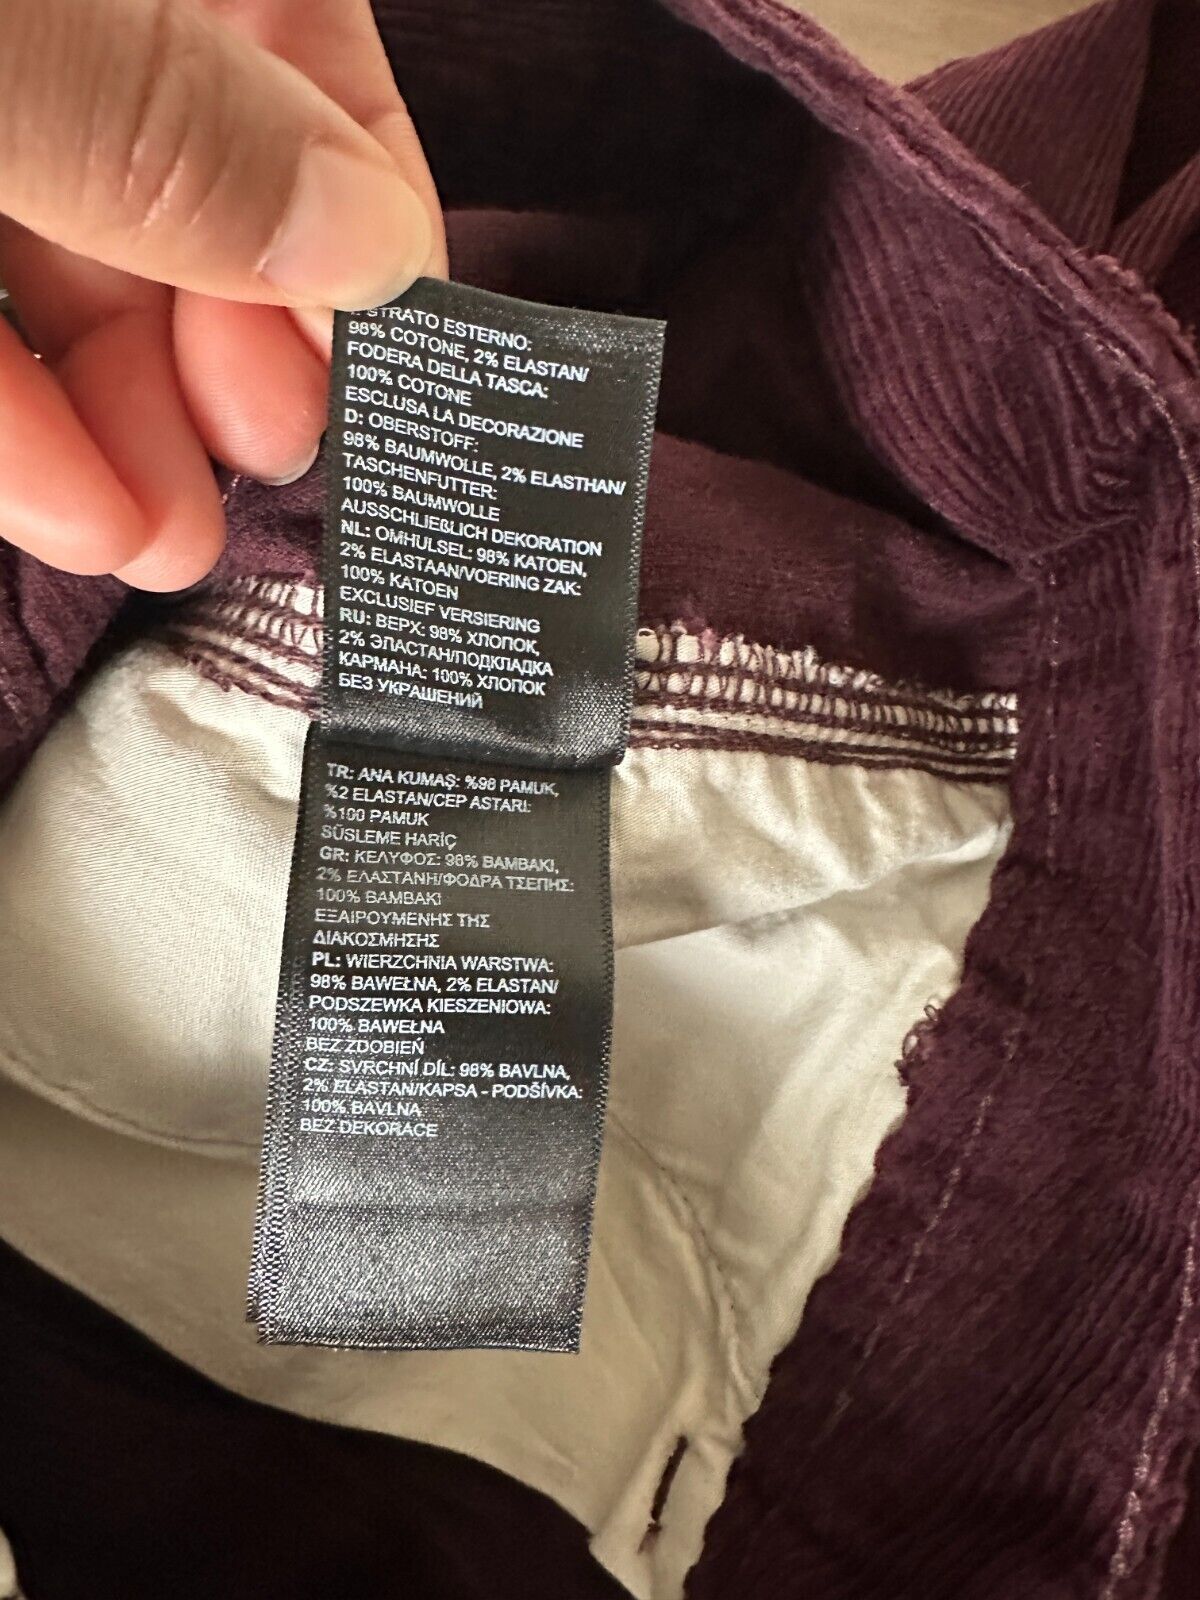 I: STRATO ESTERNO:
98% COTONE, 2% ELASTAN/
FODERA DELLA TASCA:
100% COTONE
ESCLUSA LA DECORAZIONE
D: OBERSTOFF:
98% BAUMWOLLE, 2% ELASTHAN/
TASCHENFUTTER:
100% BAUMWOLLE
AUSSCHLIEßLICH DEKORATION
NL: OMHULSEL: 98% KATOEN,
2% ELASTAAN/VOERING ZAK:
100% KATOEN
EXCLUSIEF VERSIERING
RU: ВЕРХ: 98% ХЛОПОК,
2% ЭЛАСТАН/ПОДКЛАДКА
КАРМАНА: 100% ХЛОПОК
БЕЗ УКРАШЕНИЙ
TR: ANA KUMAŞ: %98 PAMUK,
%2 ELASTAN/CEP ASTARI:
%100 PAMUK
SÜSLEME HARİÇ
GR: ΚΕΛΥΦΟΣ: 98% ΒΑΜΒΑΚΙ,
2% ΕΛΑΣΤΑΝΗ/ΦΟΔΡΑ ΤΣΕΠΗΣ:
100% ΒΑΜΒΑΚΙ
ΕΞΑΙΡΟΥΜΕΝΗΣ ΤΗΣ
ΔΙΑΚΟΣΜΗΣΗΣ
PL: WIERZCHNIA WARSTWA:
98% BAWEŁNA, 2% ELASTAN/
PODSZEWKA KIESZENIOWA:
100% BAWEŁNA
BEZ ZDOBIEŃ
CZ: SVRCHNÍ DÍL: 98% BAVLNA,
2% ELASTAN/KAPSA - PODŠÍVKA:
100% BAVLNA
BEZ DEKORACE